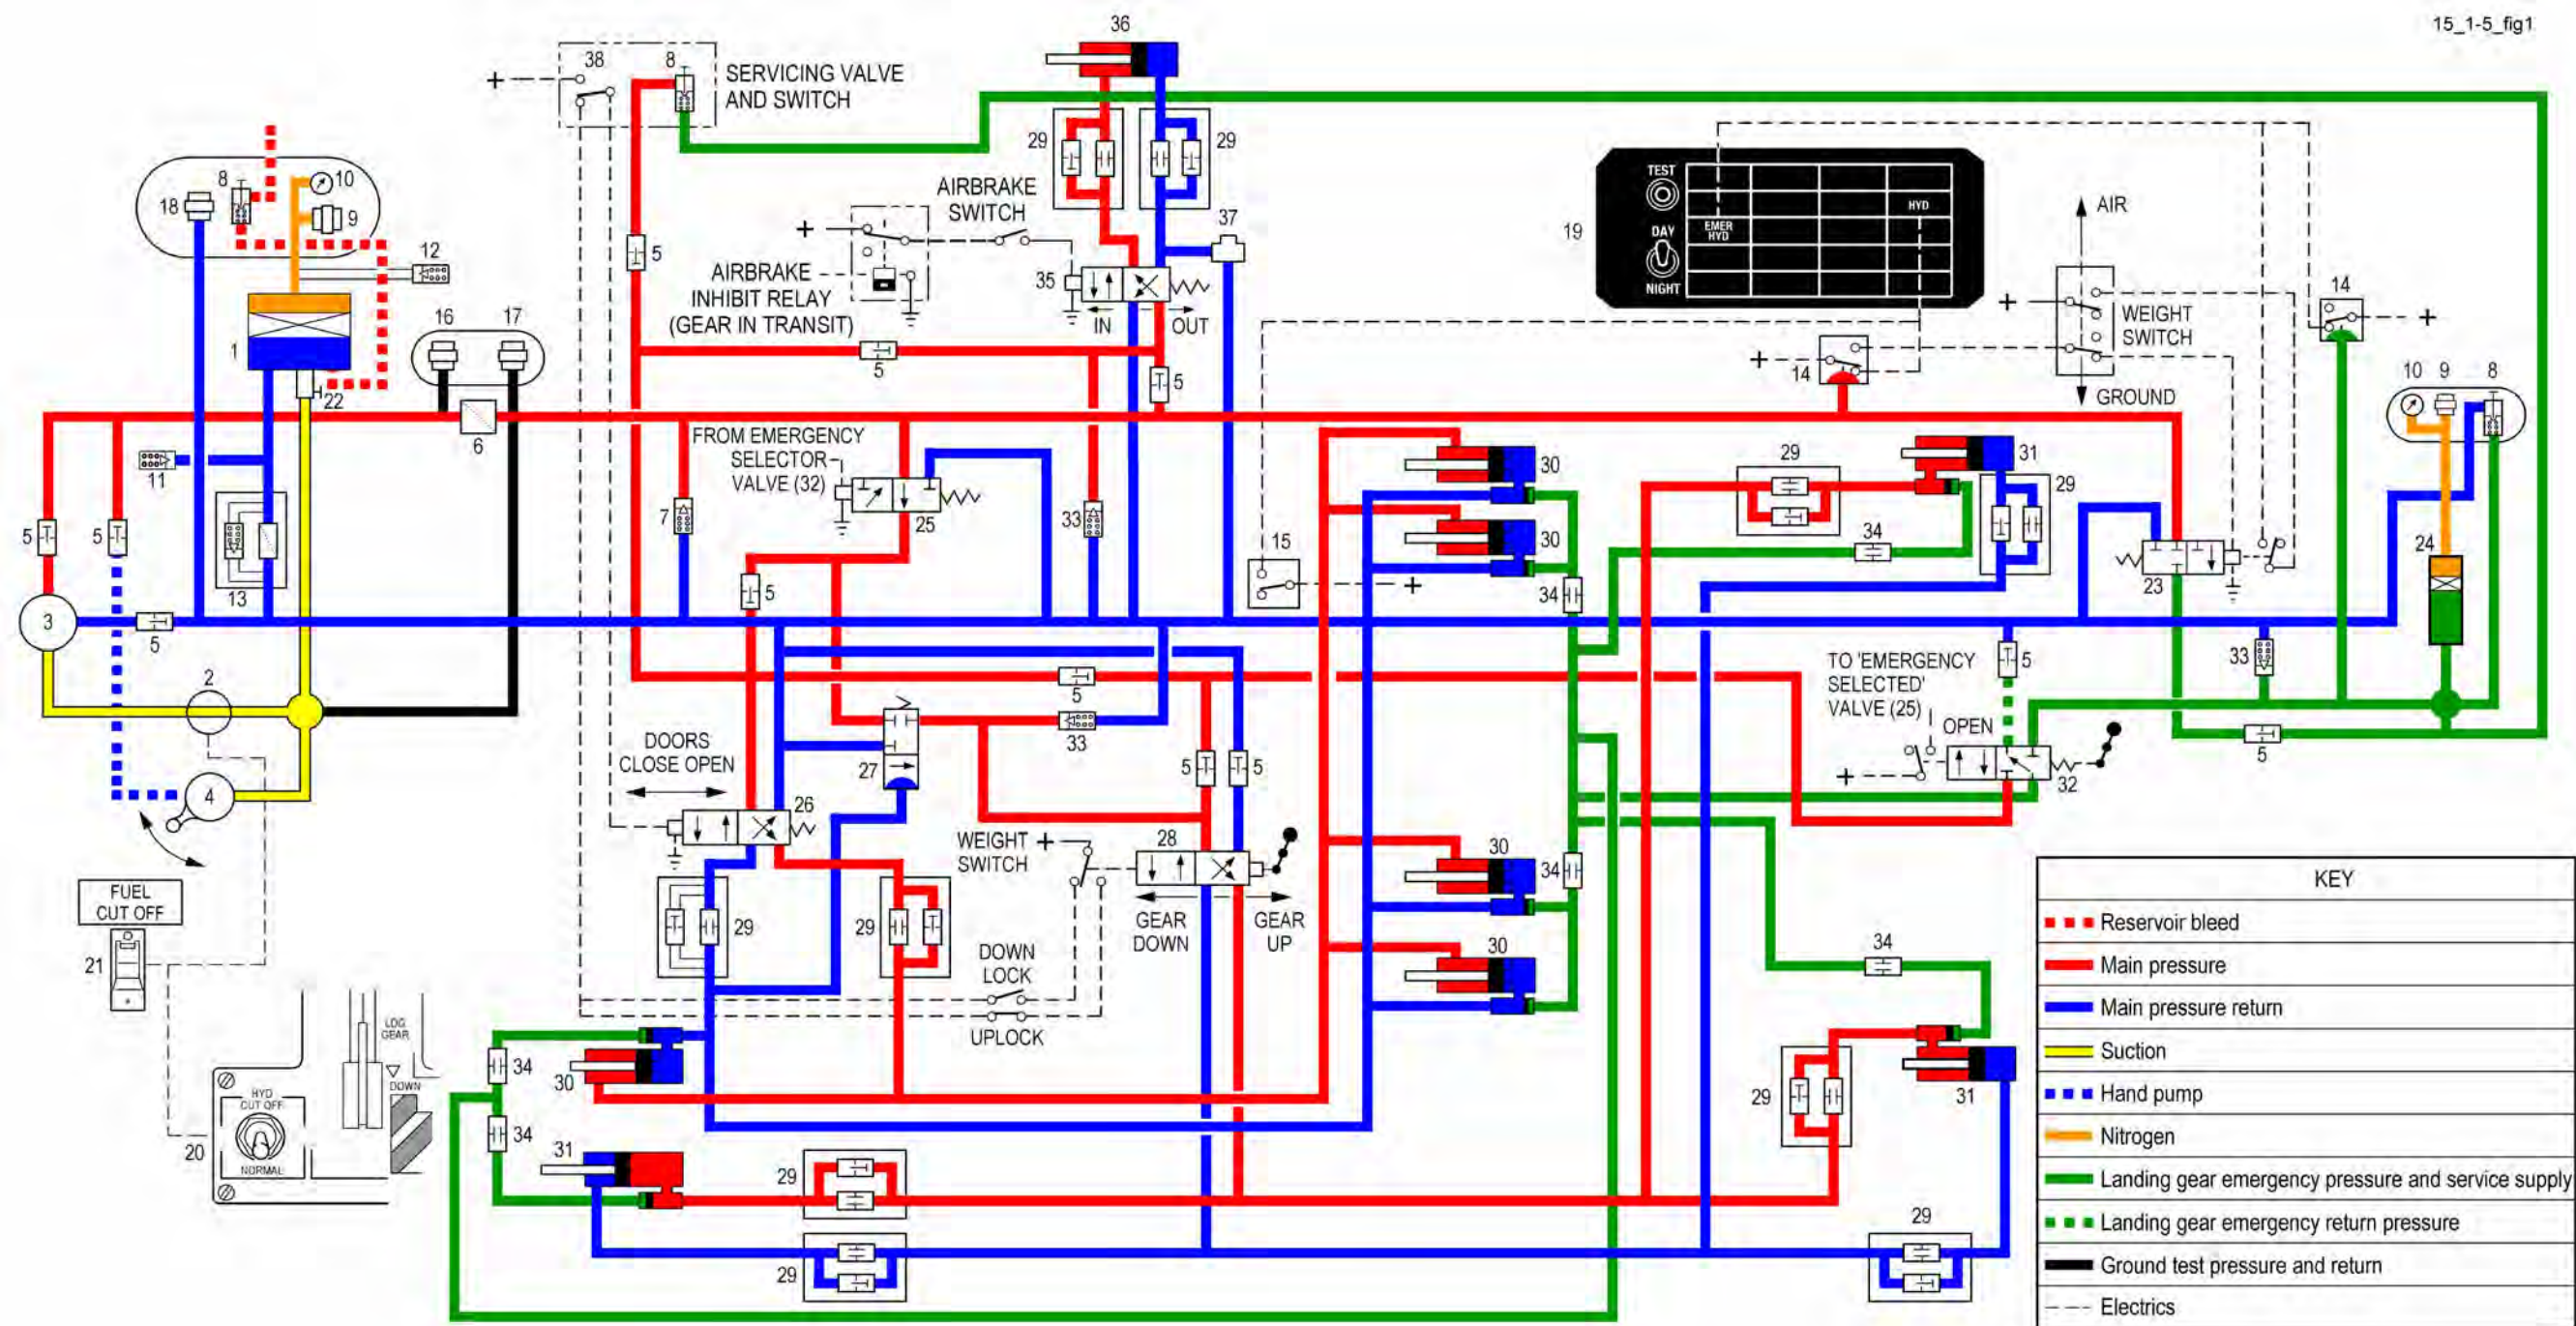 15_1-5_fig1
36
38
8
SERVICING VALVE
AND SWITCH
+
29
29
8
10
18
9
12
5
AIRBRAKE
SWITCH
+
37
AIRBRAKE
INHIBIT RELAY
(GEAR IN TRANSIT)
35
IN
OUT
19
TEST
DAY
NIGHT
EMER
HYD
HYD
AIR
+
WEIGHT
SWITCH
GROUND
14
+
1
16
17
22
5
5
14
+
10
9
8
6
11
5
5
13
7
FROM EMERGENCY
SELECTOR
VALVE (32)
25
33
30
30
29
31
29
34
23
24
15
+
34
3
5
5
2
4
5
33
27
5
5
TO 'EMERGENCY
SELECTED'
VALVE (25)
5
OPEN
+
32
33
5
DOORS
CLOSE OPEN
26
WEIGHT
SWITCH
+
28
GEAR
DOWN
GEAR
UP
30
34
30
29
29
DOWN
LOCK
UPLOCK
34
FUEL
CUT OFF
21
LDG
GEAR
DOWN
HYD
CUT OFF
NORMAL
20
34
30
34
31
29
29
29
31
29
KEY
Reservoir bleed
Main pressure
Main pressure return
Suction
Hand pump
Nitrogen
Landing gear emergency pressure and service supply
Landing gear emergency return pressure
Ground test pressure and return
Electrics